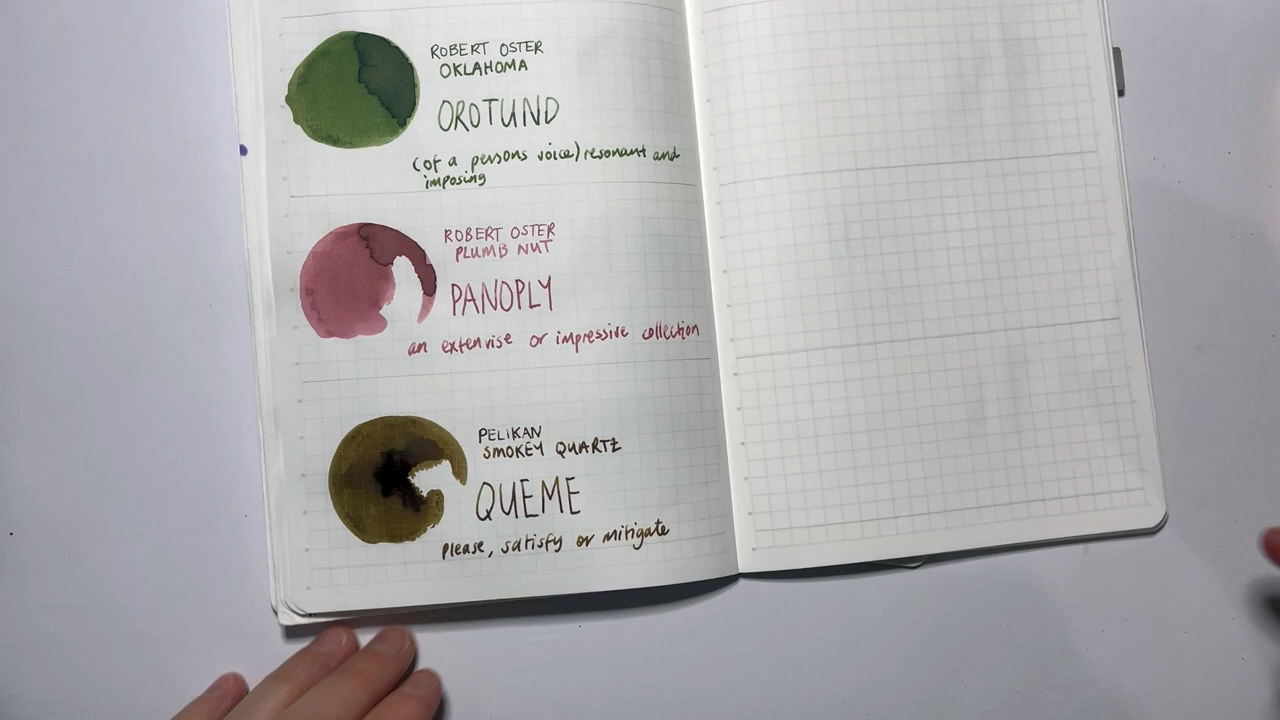 ROBERT OSTER
OKLAHOMA
OROTUND
(of a persons voice) resonant and
imposing
ROBERT OSTER
PLUMB NUT
PANOPLY
an extenvise or impressive collection
PELIKAN
SMOKEY QUARTZ
QUEME
please, satisfy or mitigate